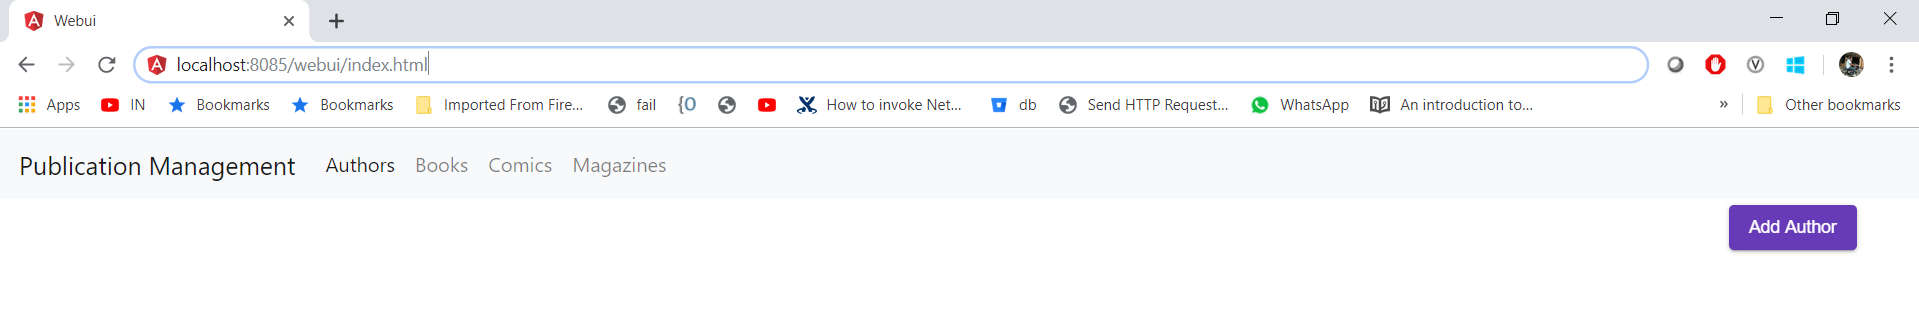 Webui
localhost:8085/webui/index.html
Apps IN Bookmarks Bookmarks Imported From Fire... fail {O How to invoke Net... db Send HTTP Request... WhatsApp An introduction to... » Other bookmarks
Publication Management Authors Books Comics Magazines
Add Author